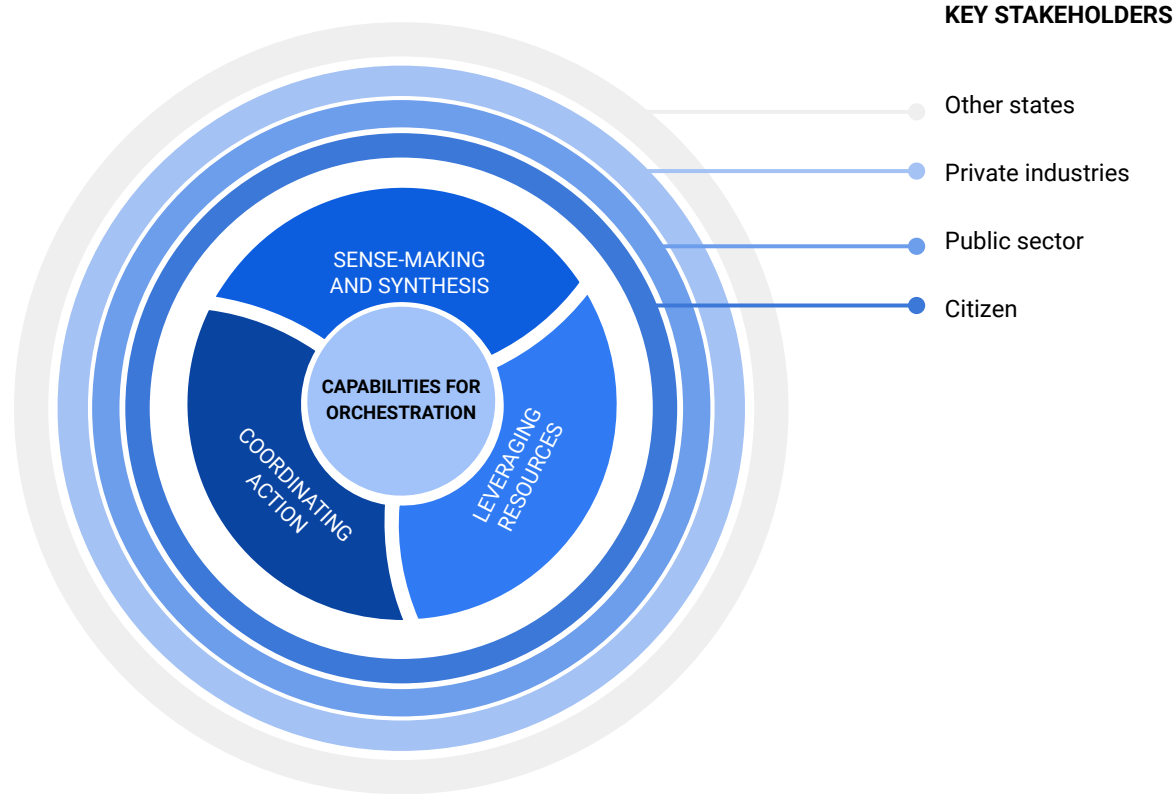 KEY STAKEHOLDERS
Other states
Private industries
Public sector
Citizen
SENSE-MAKING
AND SYNTHESIS
CAPABILITIES FOR
ORCHESTRATION
COORDINATING
ACTION
LEVERAGING
RESOURCES